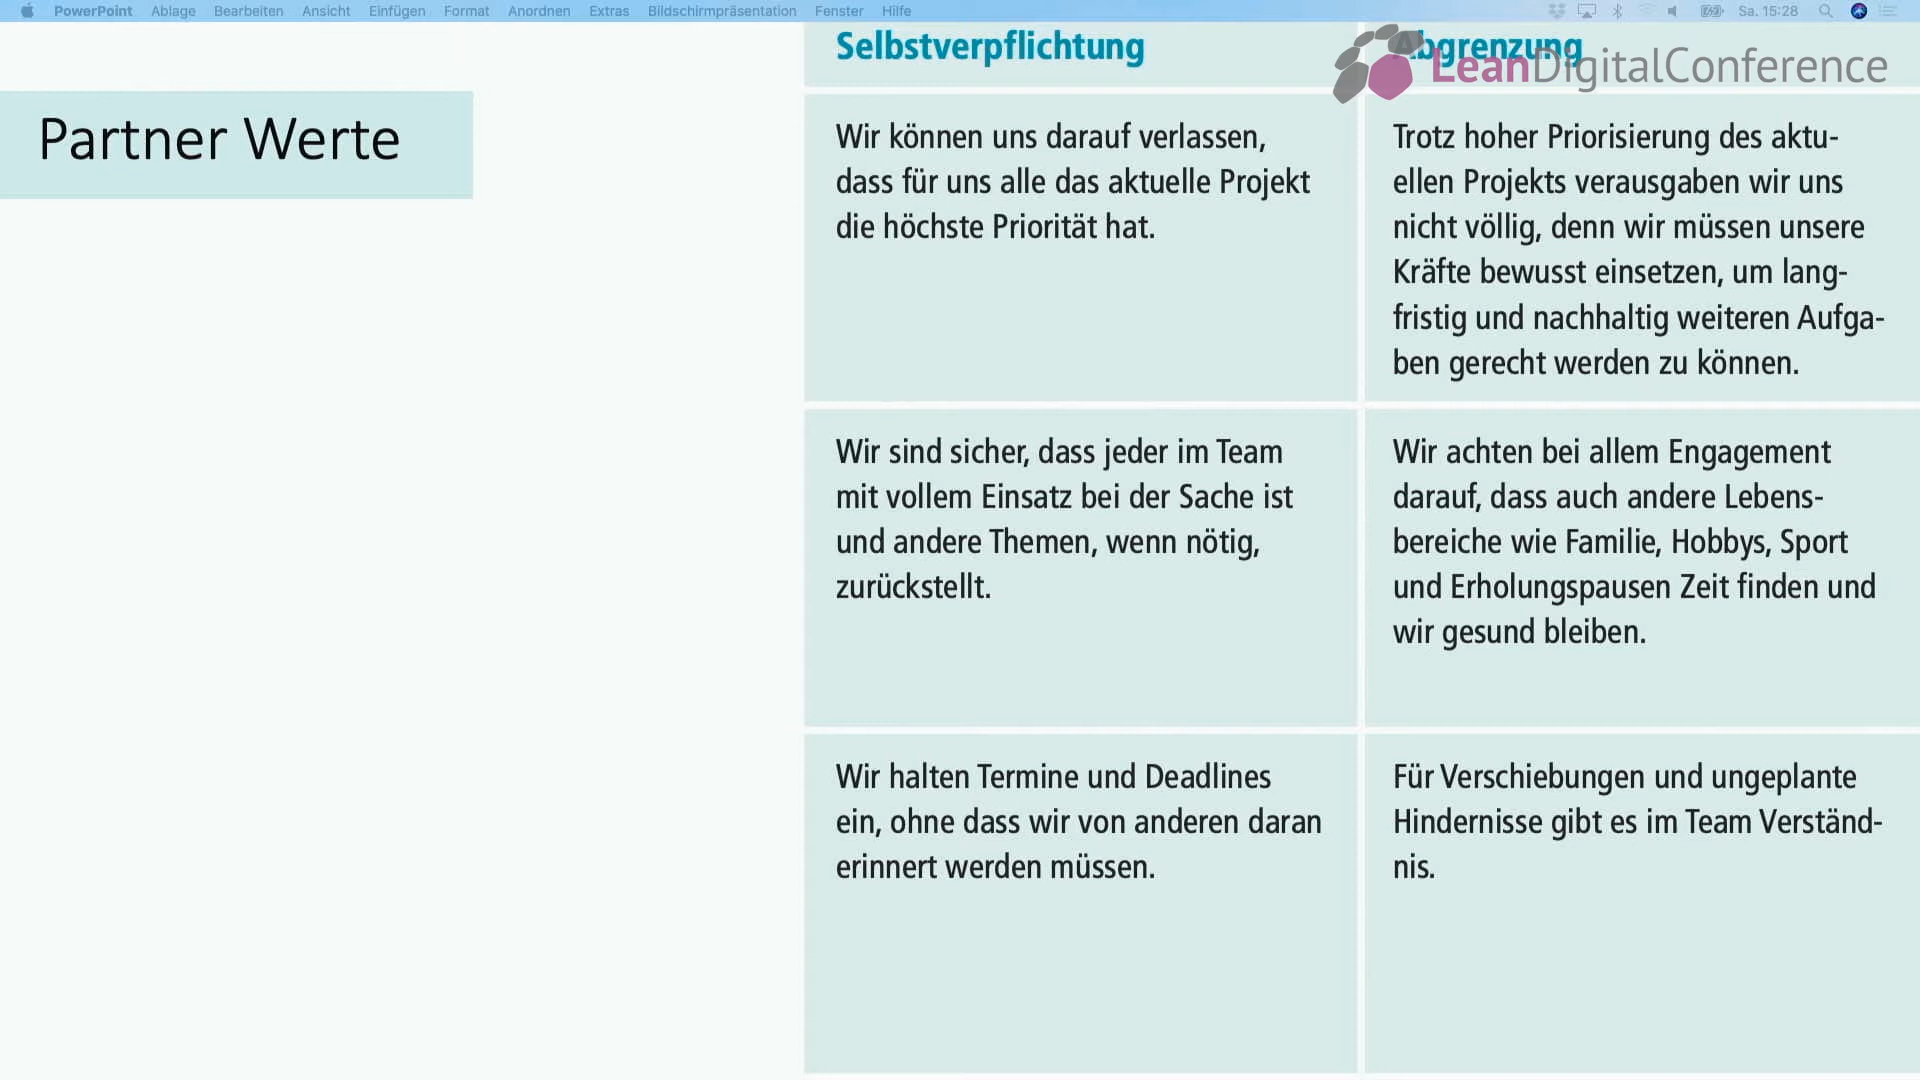 PowerPoint Ablage Bearbeiten Ansicht Einfügen Format Anordnen Extras Bildschirmpräsentation Fenster Hilfe Sa. 15:28
Selbstverpflichtung
Abgrenzung
LeanDigitalConference
Partner Werte
Wir können uns darauf verlassen,
dass für uns alle das aktuelle Projekt
die höchste Priorität hat.
Trotz hoher Priorisierung des aktu-
ellen Projekts verausgaben wir uns
nicht völlig, denn wir müssen unsere
Kräfte bewusst einsetzen, um lang-
fristig und nachhaltig weiteren Aufga-
ben gerecht werden zu können.
Wir sind sicher, dass jeder im Team
mit vollem Einsatz bei der Sache ist
und andere Themen, wenn nötig,
zurückstellt.
Wir achten bei allem Engagement
darauf, dass auch andere Lebens-
bereiche wie Familie, Hobbys, Sport
und Erholungspausen Zeit finden und
wir gesund bleiben.
Wir halten Termine und Deadlines
ein, ohne dass wir von anderen daran
erinnert werden müssen.
Für Verschiebungen und ungeplante
Hindernisse gibt es im Team Verständ-
nis.